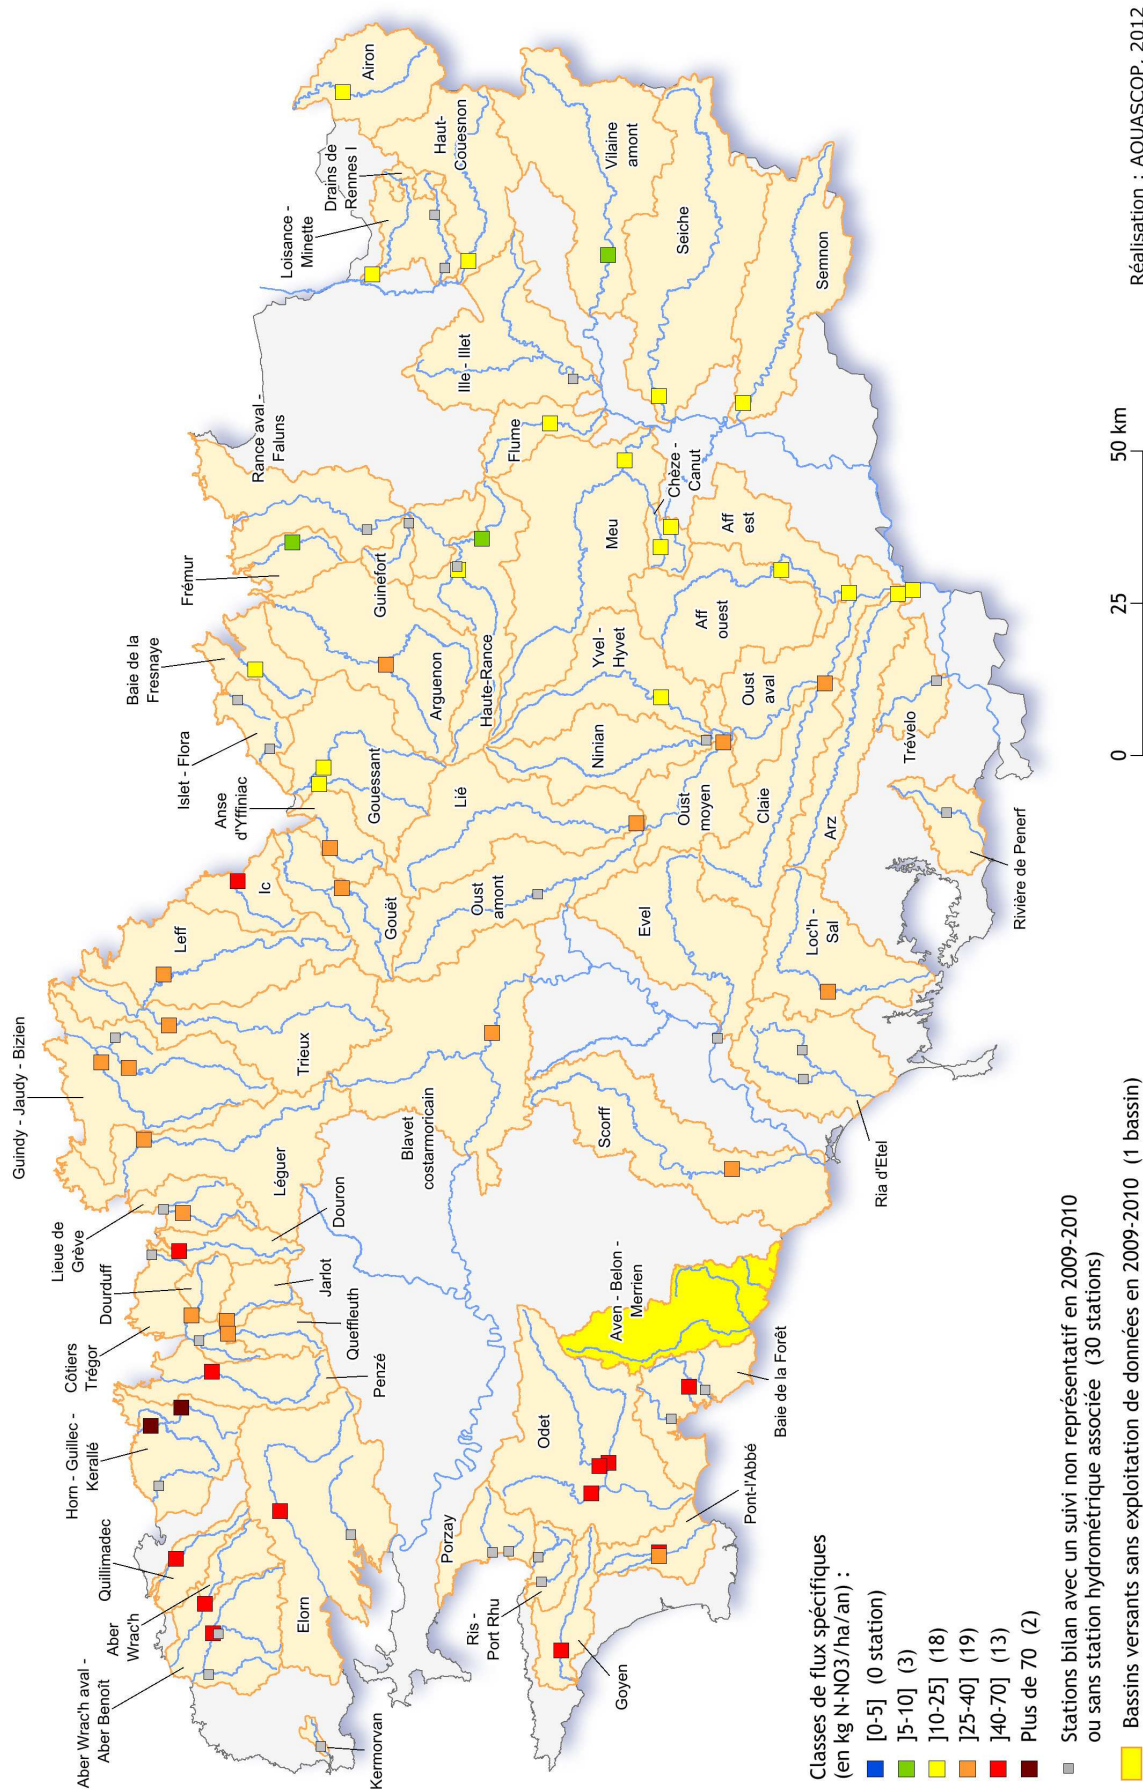 Aber Wrac'h aval -
Aber Benoît
Aber
Wrac'h
Quillimadec
Horn - Guillec -
Kerallé
Côtiers
Trégor
Dourduff
Lieue de
Grève
Guindy - Jaudy - Bizien
Kermorvan
Elorn
Penzé
Queffleuth
Jarlot
Douron
Léguer
Trieux
Leff
Ic
Anse
d'Yffiniac
Islet - Flora
Baie de la
Fresnaye
Frémur
Rance aval -
Faluns
Loisance -
Minette
Drains de
Rennes I
Airon
Haut-
Couesnon
Gouët
Gouessant
Arguenon
Guinefort
Haute-Rance
Flume
Ille - Illet
Vilaine
amont
Seiche
Semnon
Blavet
costarmoricain
Oust
amont
Lié
Ninian
Yvel -
Hyvet
Meu
Chèze -
Canut
Aff
ouest
Aff
est
Oust
aval
Oust
moyen
Claie
Arz
Trévelo
Evel
Loc'h -
Sal
Rivière de Penerf
Ria d'Etel
Scorff
Aven - Belon -
Merrien
Baie de la Forêt
Odet
Pont-l'Abbé
Porzay
Ris -
Port Rhu
Goyen
Classes de flux spécifiques
(en kg N-NO3/ha/an) :
[0-5] (0 station)
]5-10] (3)
]10-25] (18)
]25-40] (19)
]40-70] (13)
Plus de 70 (2)
Stations bilan avec un suivi non représentatif en 2009-2010
ou sans station hydrométrique associée (30 stations)
Bassins versants sans exploitation de données en 2009-2010 (1 bassin)
0 25 50 km
Réalisation : AQUASCOP, 2012